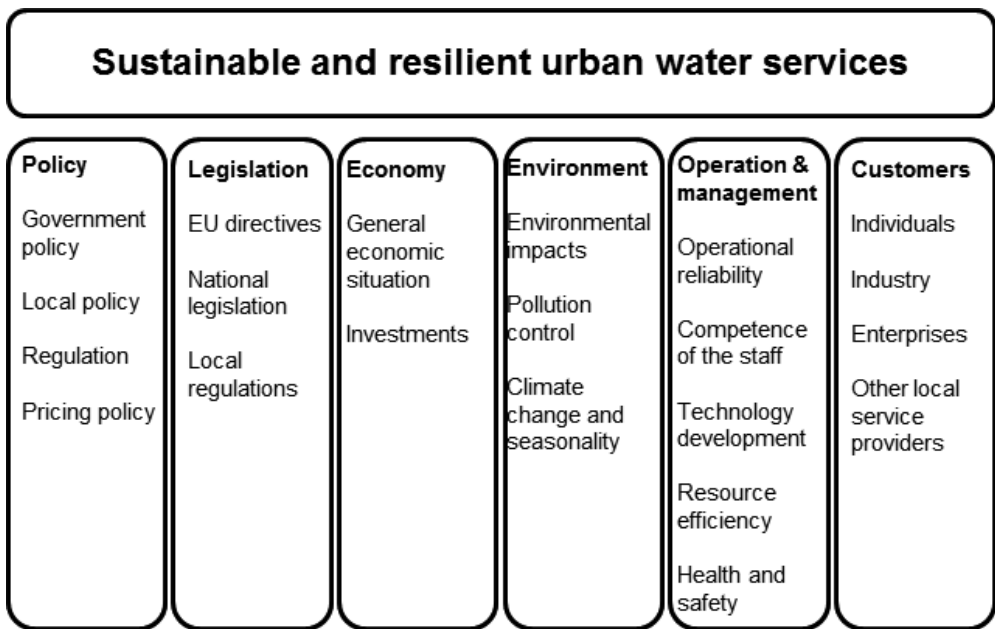 Sustainable and resilient urban water services
Policy
Government
policy
Local policy
Regulation
Pricing policy
Legislation
EU directives
National
legislation
Local
regulations
Economy
General
economic
situation
Investments
Environment
Environmental
impacts
Pollution
control
Climate
change and
seasonality
Operation &
management
Operational
reliability
Competence
of the staff
Technology
development
Resource
efficiency
Health and
safety
Customers
Individuals
Industry
Enterprises
Other local
service
providers